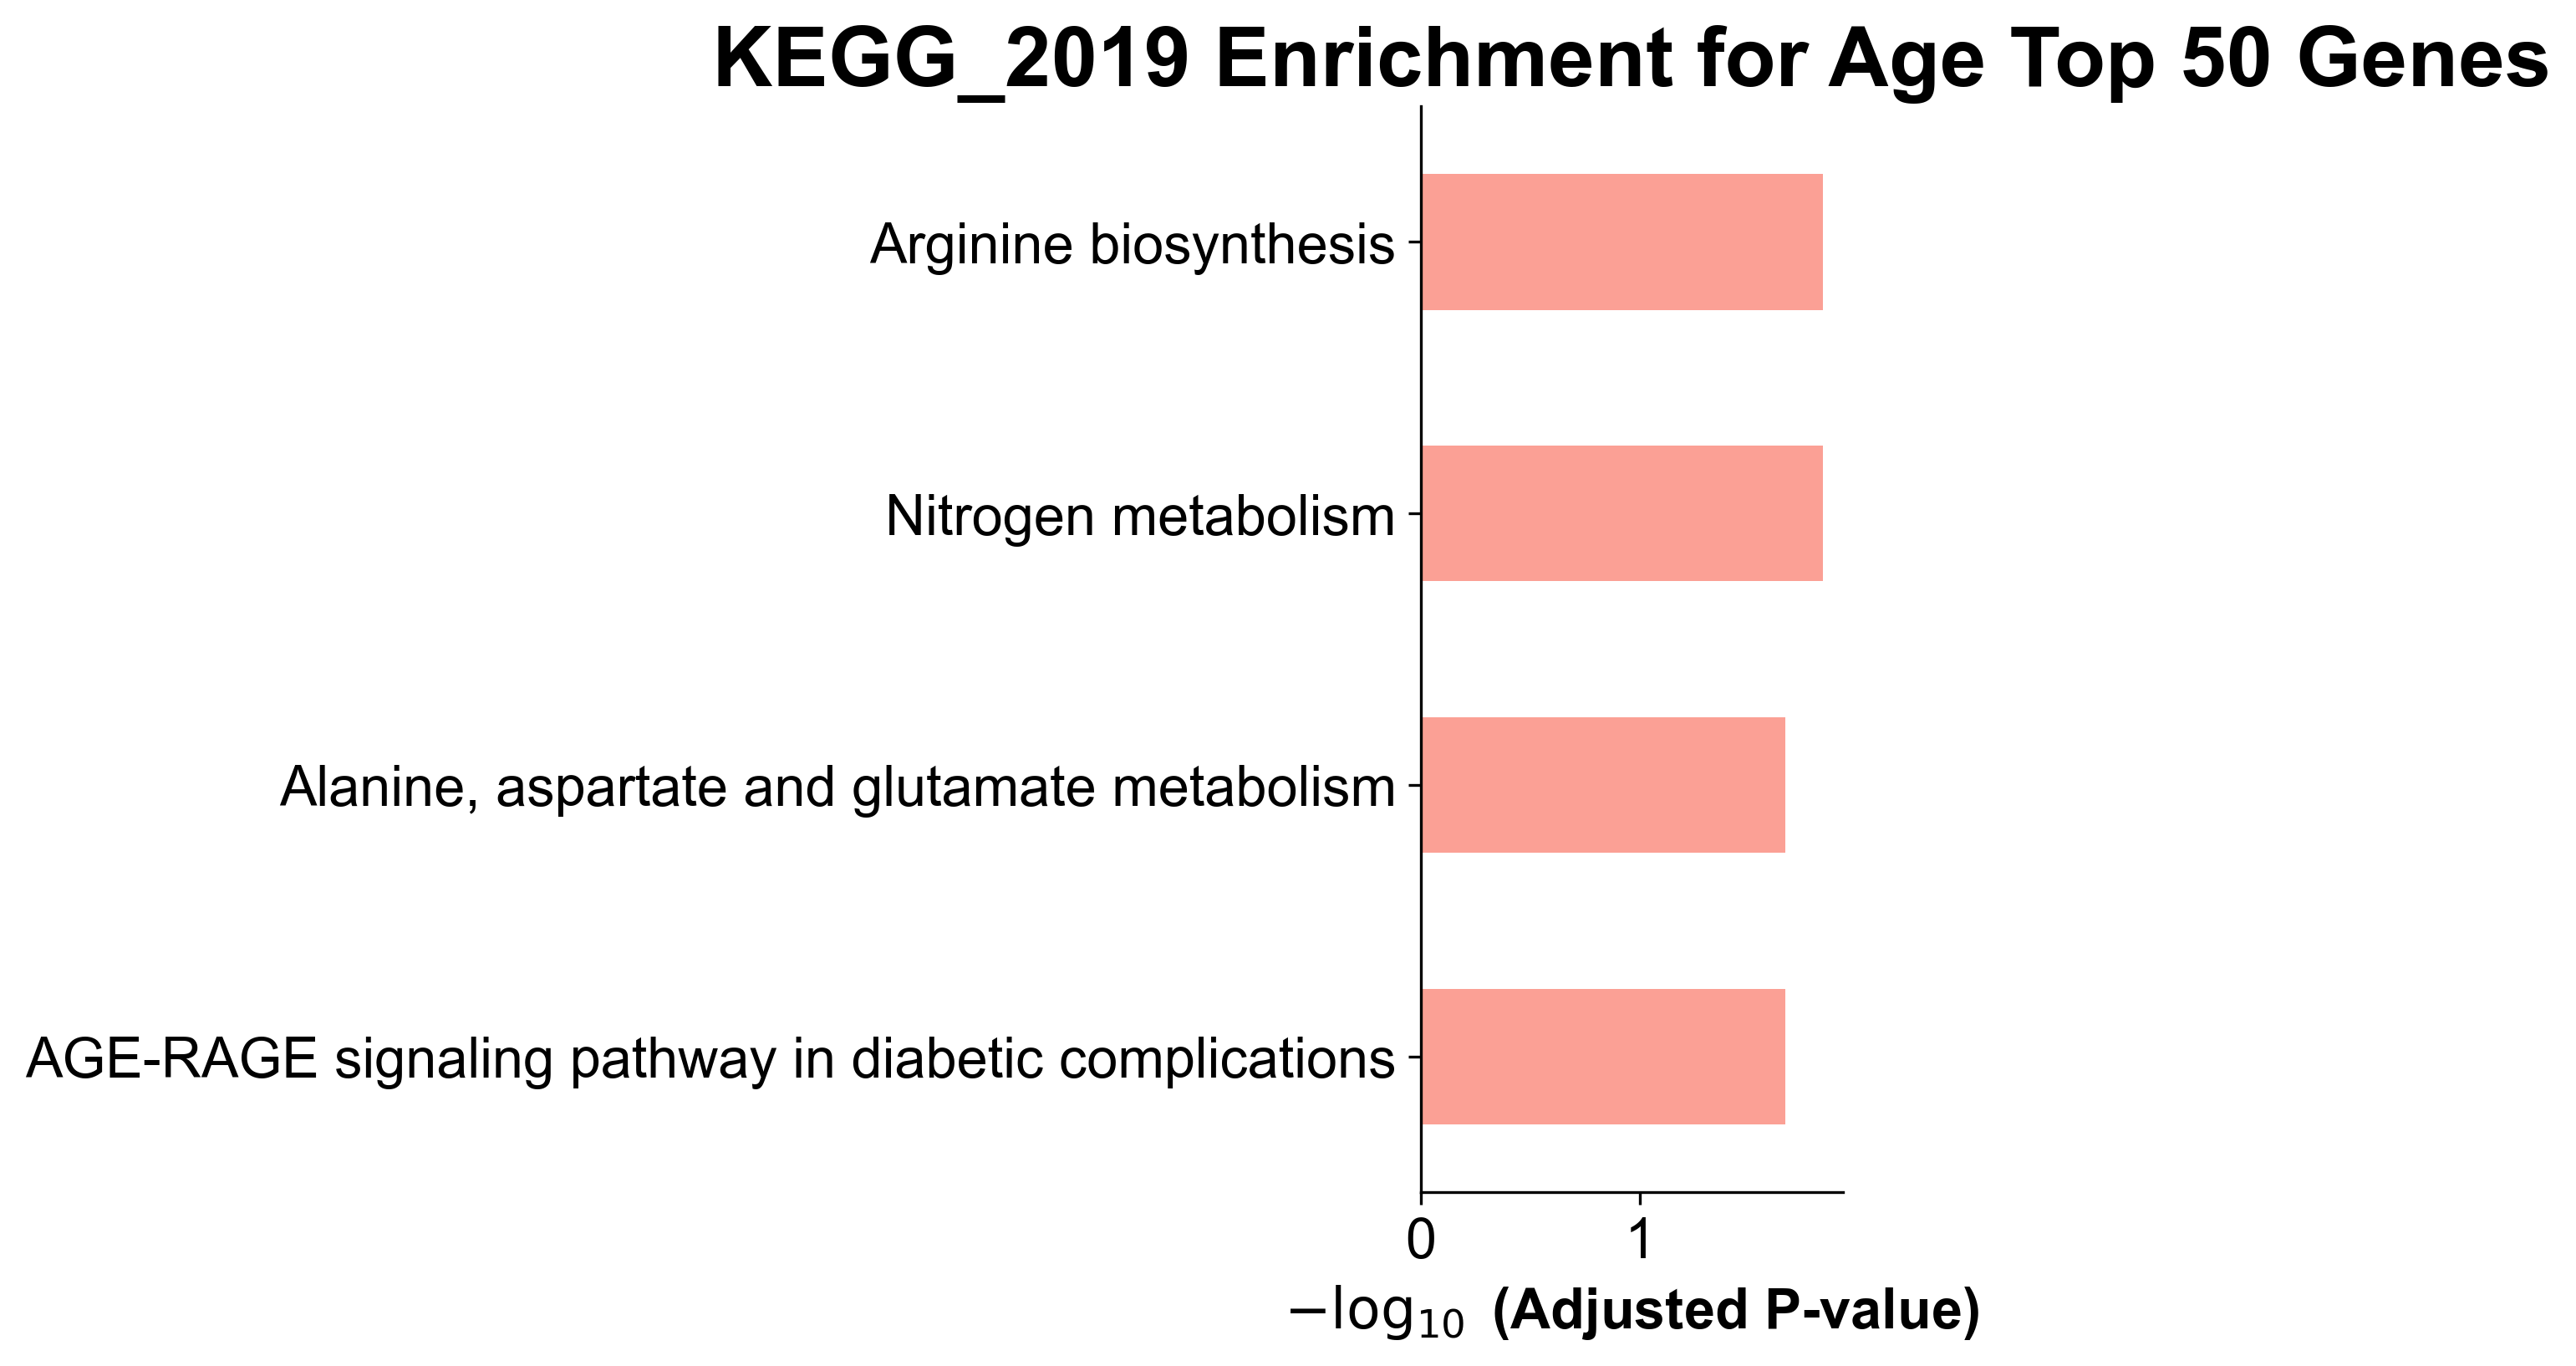 KEGG_2019 Enrichment for Age Top 50 Genes
Arginine biosynthesis
Nitrogen metabolism
Alanine, aspartate and glutamate metabolism
AGE-RAGE signaling pathway in diabetic complications
0 1
−log₁₀ (Adjusted P-value)